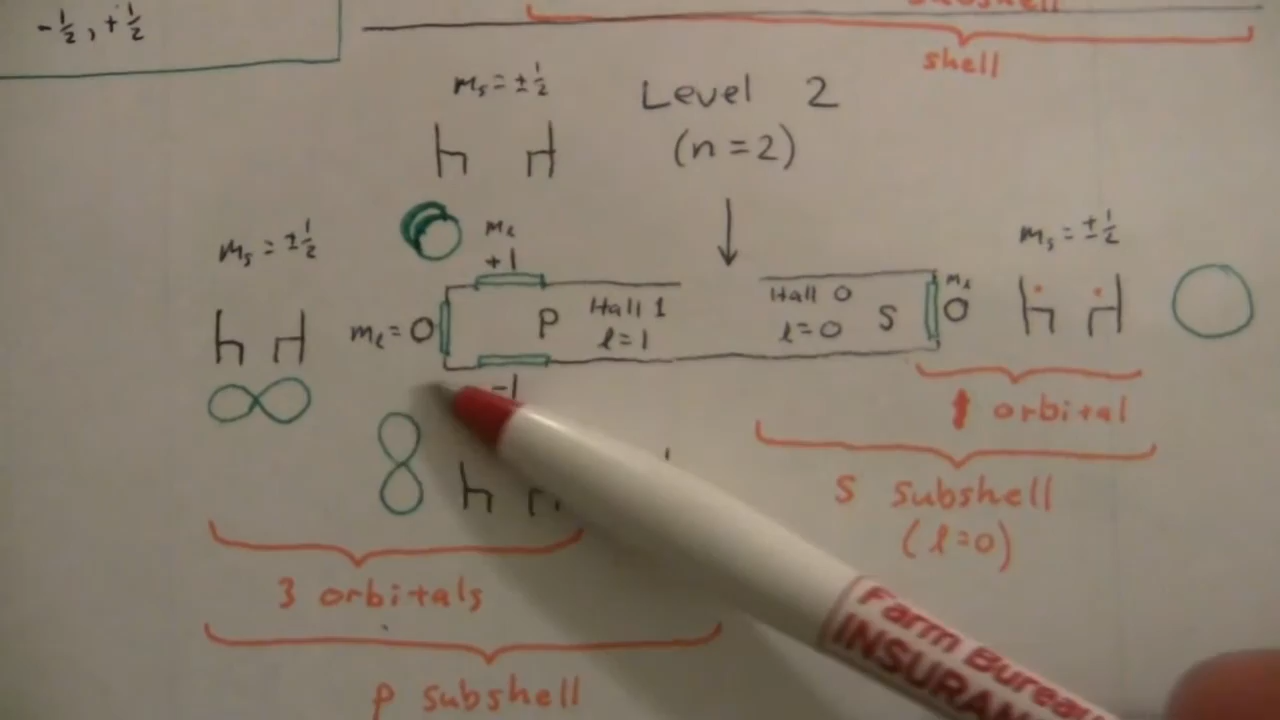 -½, +½
subshell
shell
mₛ = ±½
Level 2
(n = 2)
mₛ = ±½
mₛ = ±½
mℓ
+1
mℓ = 0
P
Hall 1
ℓ=1
Hall 0
ℓ=0
S
mℓ
0
-1
1 orbital
S subshell
(ℓ=0)
3 orbitals
p subshell
Farm Bureau
INSURAN